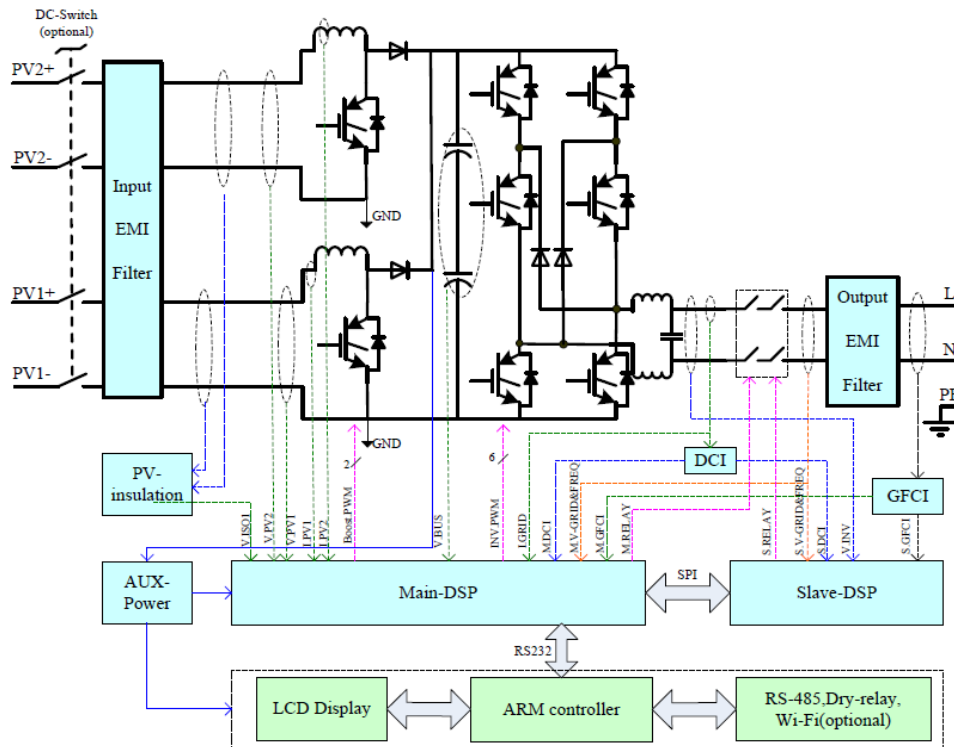 DC-Switch
(optional)
PV2+
PV2-
PV1+
PV1-
Input
EMI
Filter
GND
GND
Output
EMI
Filter
L
N
PE
PV-
insulation
AUX-
Power
DCI
GFCI
2
6
V.ISO1
V.PV2
V.PV1
I.PV1
I.PV2
Boost.PWM
V.BUS
INV.PWM
I.GRID
M.DCI
M.V-GRID&FREQ
M.GFCI
M.RELAY
S.RELAY
S.V-GRID&FREQ
S.DCI
V.INV
S.GFCI
Main-DSP
SPI
Slave-DSP
RS232
LCD Display
ARM controller
RS-485,Dry-relay,
Wi-Fi(optional)